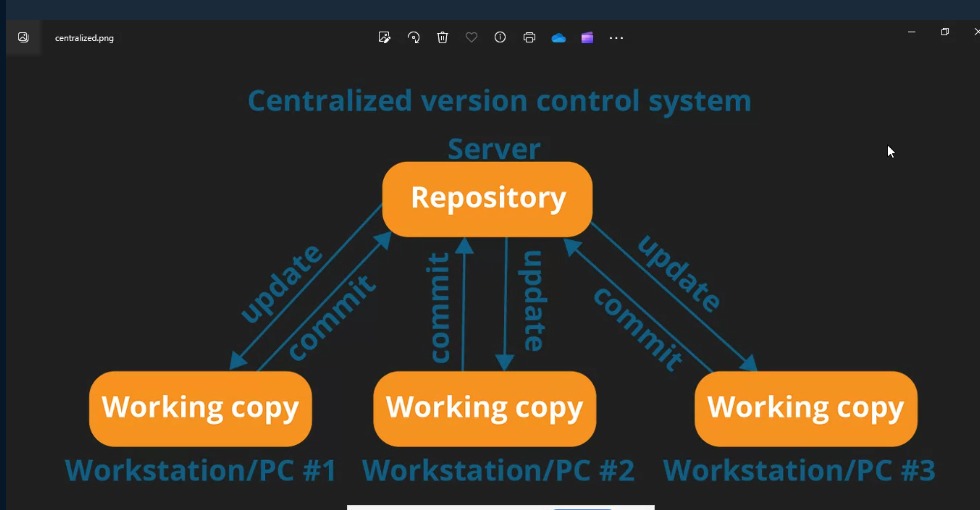 centralized.png
Centralized version control system
Server
Repository
update
commit
commit
update
commit
update
Working copy
Working copy
Working copy
Workstation/PC #1
Workstation/PC #2
Workstation/PC #3